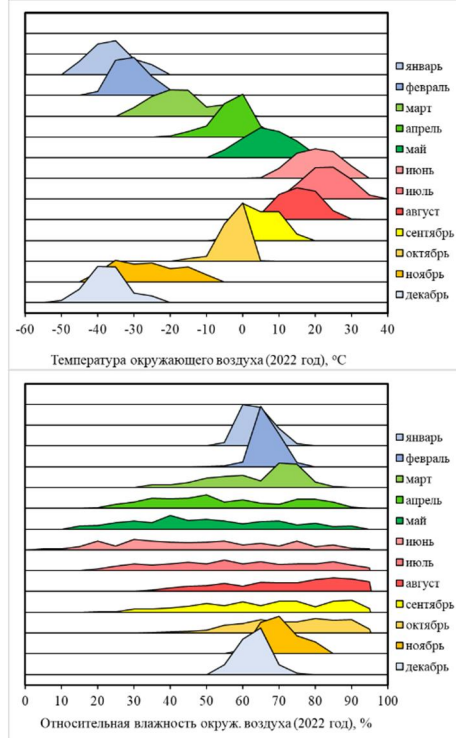 январь
февраль
март
апрель
май
июнь
июль
август
сентябрь
октябрь
ноябрь
декабрь
-60 -50 -40 -30 -20 -10 0 10 20 30 40
Температура окружающего воздуха (2022 год), °C
январь
февраль
март
апрель
май
июнь
июль
август
сентябрь
октябрь
ноябрь
декабрь
0 10 20 30 40 50 60 70 80 90 100
Относительная влажность окруж. воздуха (2022 год), %